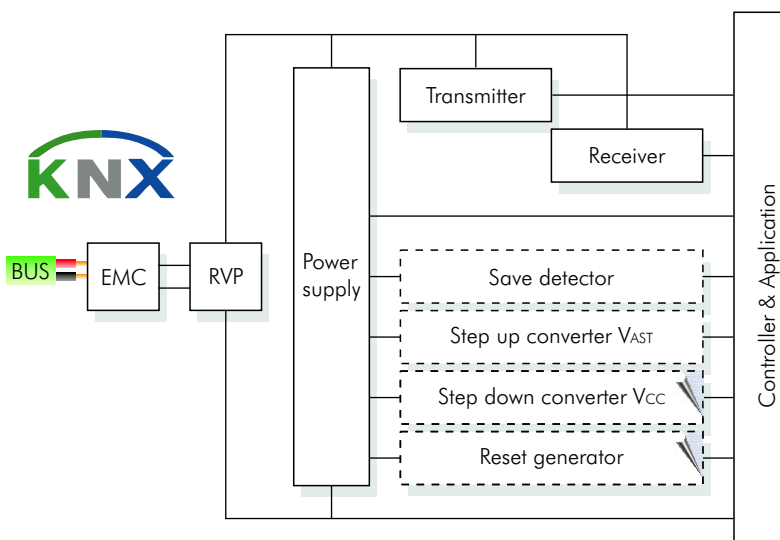 Transmitter
Receiver
KNX
BUS
EMC
RVP
Power
supply
Save detector
Step up converter VAST
Step down converter VCC
Reset generator
Controller & Application